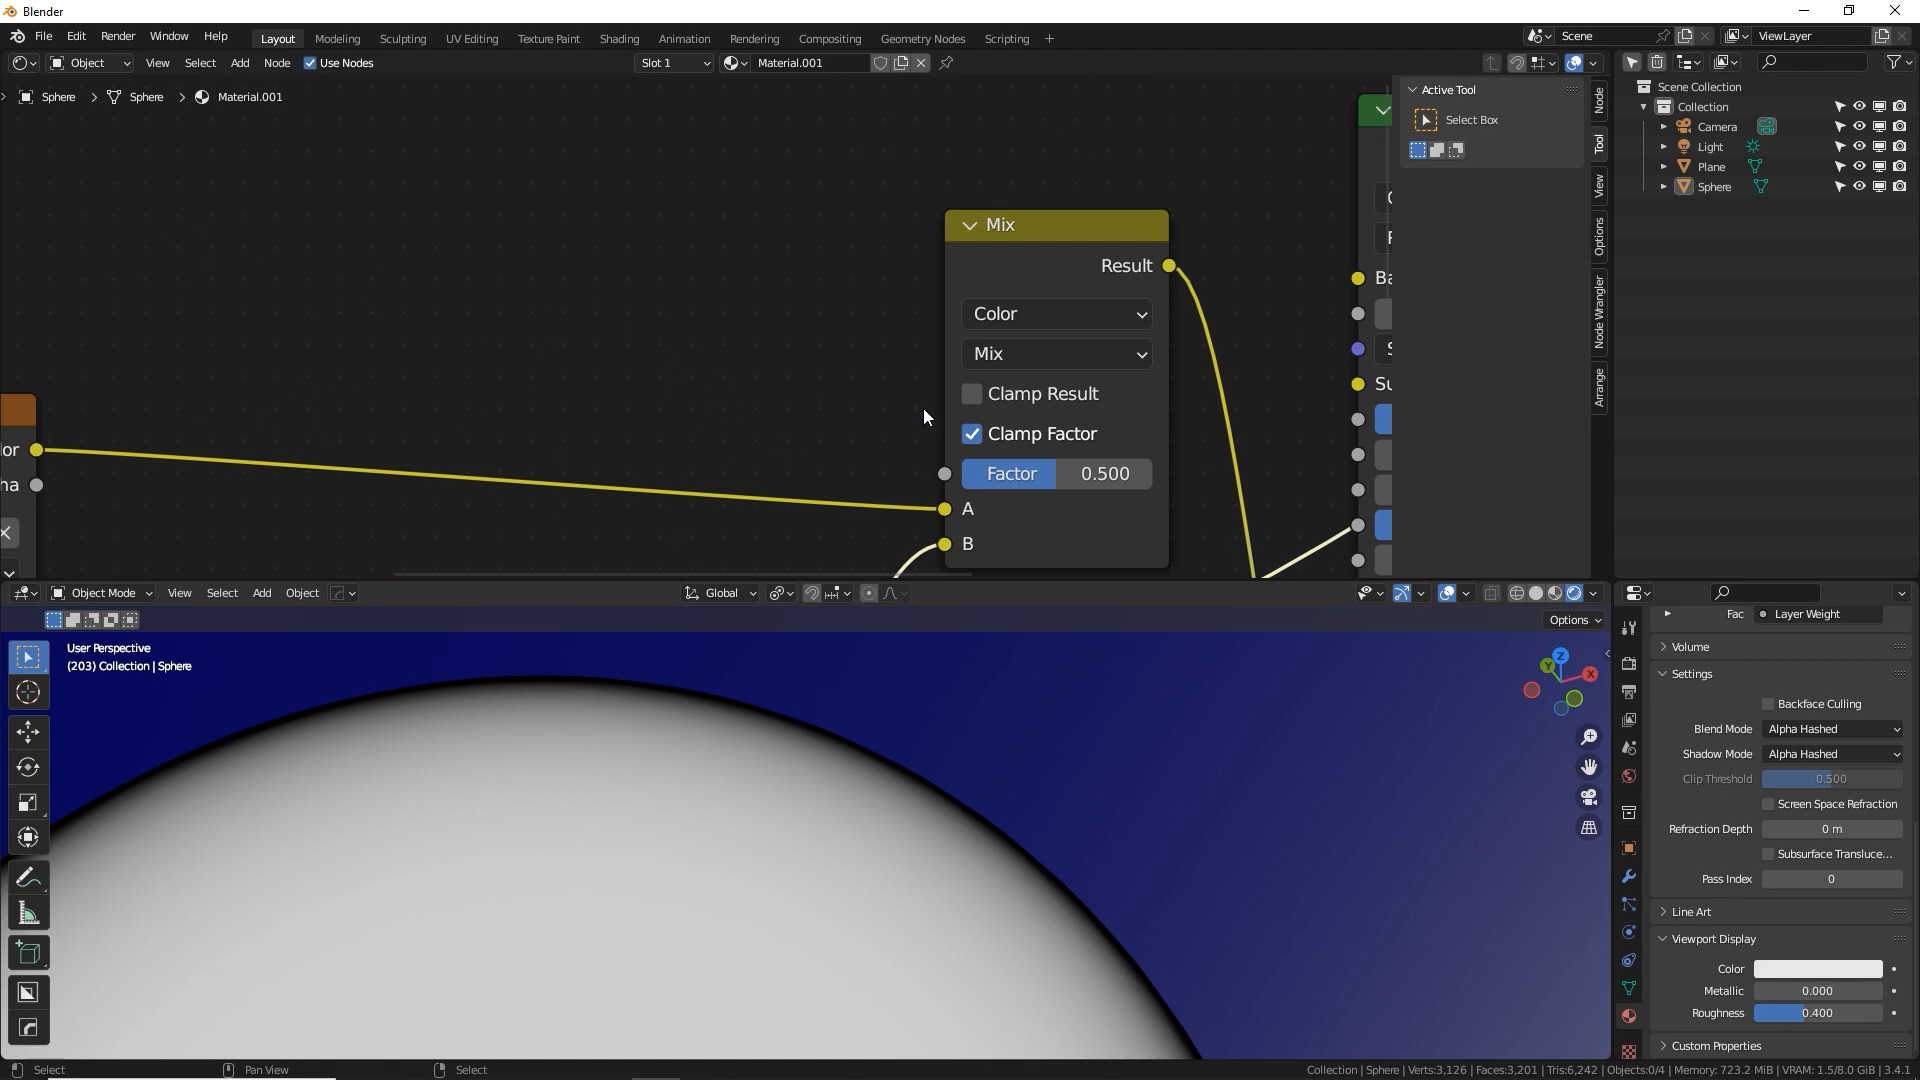 Blender
File Edit Render Window Help Layout Modeling Sculpting UV Editing Texture Paint Shading Animation Rendering Compositing Geometry Nodes Scripting + Scene ViewLayer
Object View Select Add Node Use Nodes Slot 1 Material.001
Sphere > Sphere > Material.001
Active Tool
Select Box
Node
Tool
View
Options
Node Wrangler
Arrange
Scene Collection
Collection
Camera
Light
Plane
Sphere
Mix
Result
Color
Mix
Clamp Result
Clamp Factor
Factor 0.500
A
B
lor
ha
Ba
Su
Object Mode View Select Add Object Global
Options
User Perspective
(203) Collection | Sphere
Z
Y
X
Fac Layer Weight
Volume
Settings
Backface Culling
Blend Mode Alpha Hashed
Shadow Mode Alpha Hashed
Clip Threshold 0.500
Screen Space Refraction
Refraction Depth 0 m
Subsurface Transluce...
Pass Index 0
Line Art
Viewport Display
Color
Metallic 0.000
Roughness 0.400
Custom Properties
Select Pan View Select Collection | Sphere | Verts:3,126 | Faces:3,201 | Tris:6,242 | Objects:0/4 | Memory: 723.2 MiB | VRAM: 1.5/8.0 GiB | 3.4.1